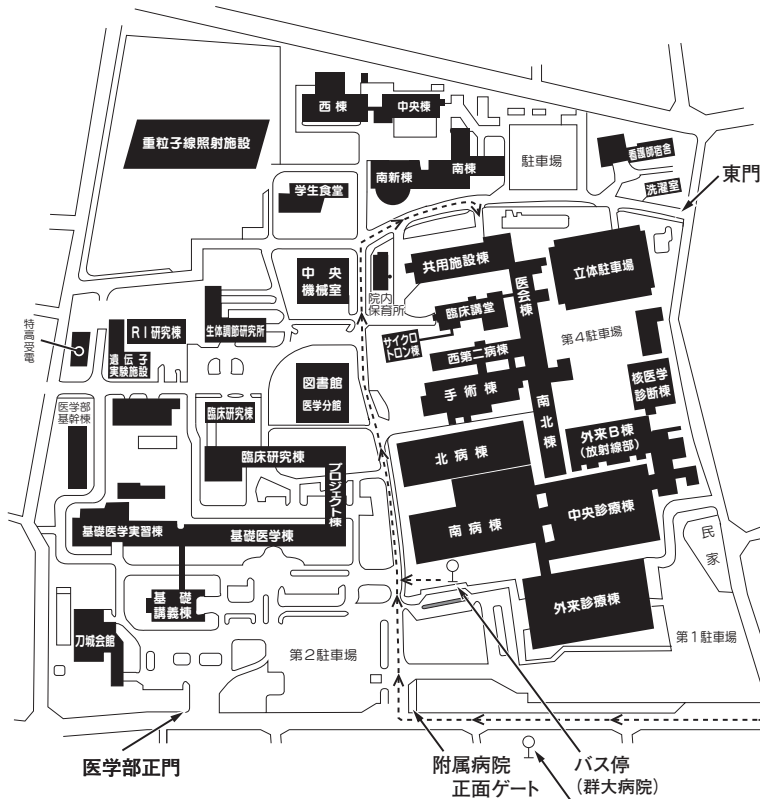 西 棟
中央棟
重粒子線照射施設
南新棟
南棟
駐車場
看護師宿舎
洗濯室
東門
学生食堂
共用施設棟
医会棟
立体駐車場
中 央
機械室
院内
保育所
臨床講堂
特高受電
RI研究棟
生体調節研究所
サイクロ
トロン棟
第4駐車場
遺伝子
実験施設
西第二病棟
図書館
医学分館
手 術 棟
核医学
診断棟
医学部
基幹棟
臨床研究棟
南北棟
外来B棟
(放射線部)
北 病 棟
臨床研究棟
プロジェクト棟
中央診療棟
南 病 棟
基礎医学実習棟
基礎医学棟
民家
基 礎
講義棟
外来診療棟
刀城会館
第2駐車場
第1駐車場
医学部正門
附属病院
正面ゲート
バス停
(群大病院)